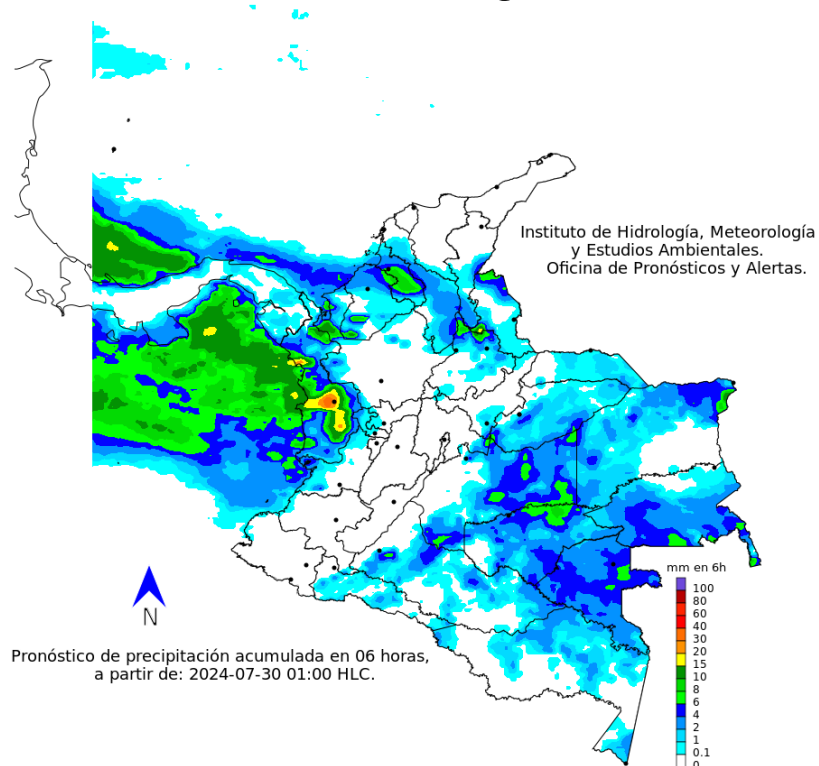 Instituto de Hidrología, Meteorología
y Estudios Ambientales.
Oficina de Pronósticos y Alertas.
mm en 6h
100
80
60
40
30
20
15
10
8
6
4
2
1
0.1
0
N
Pronóstico de precipitación acumulada en 06 horas,
a partir de: 2024-07-30 01:00 HLC.